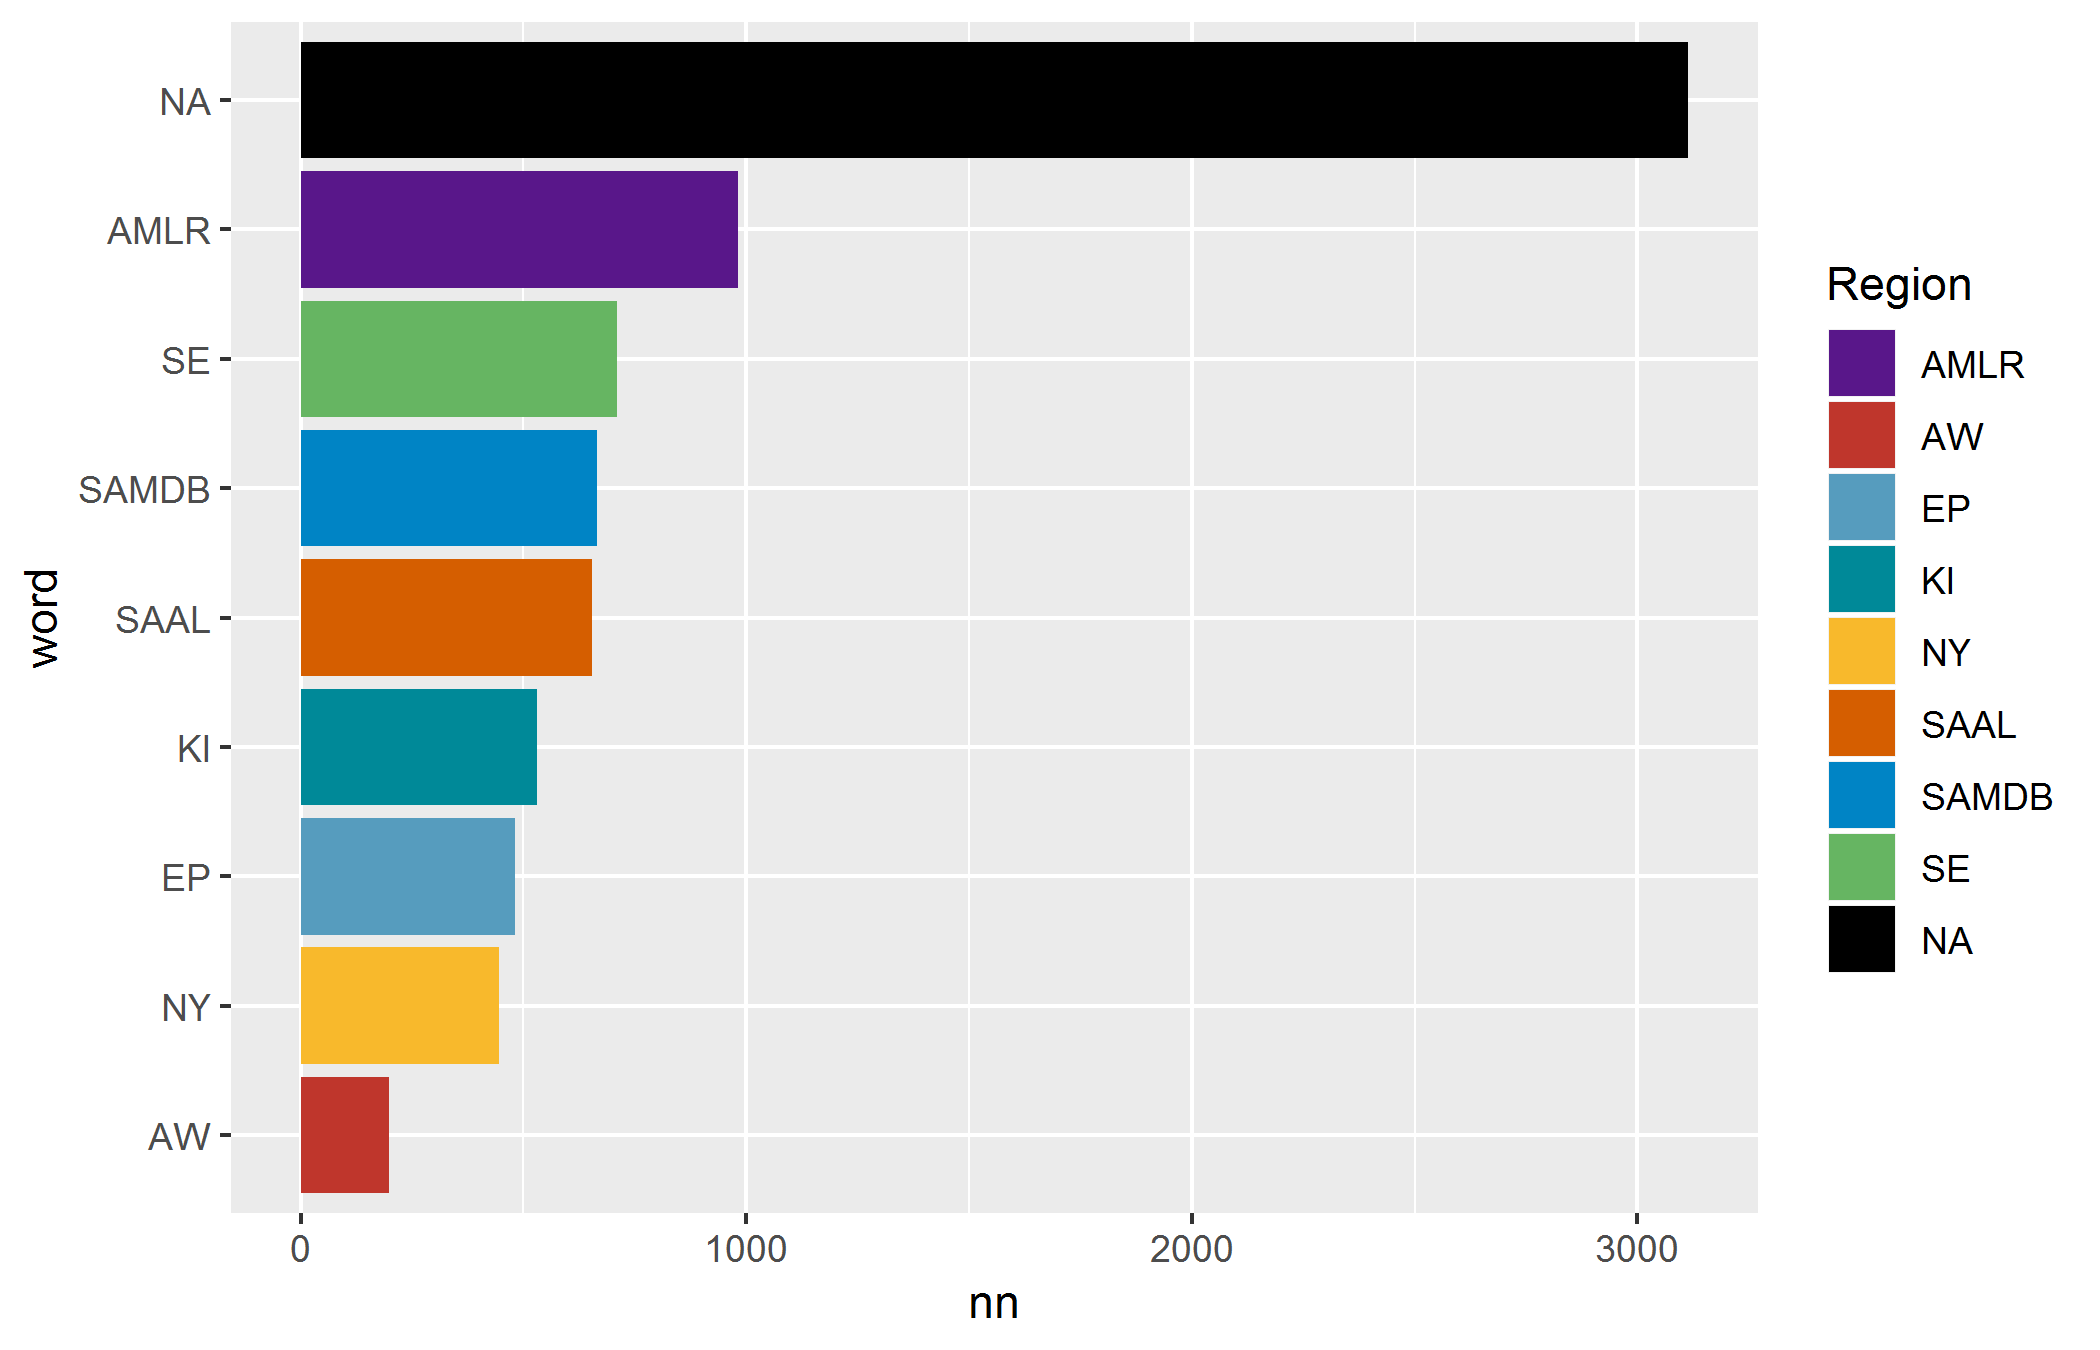 NA
AMLR
SE
SAMDB
SAAL
KI
EP
NY
AW
word
0 1000 2000 3000
nn
Region
AMLR
AW
EP
KI
NY
SAAL
SAMDB
SE
NA